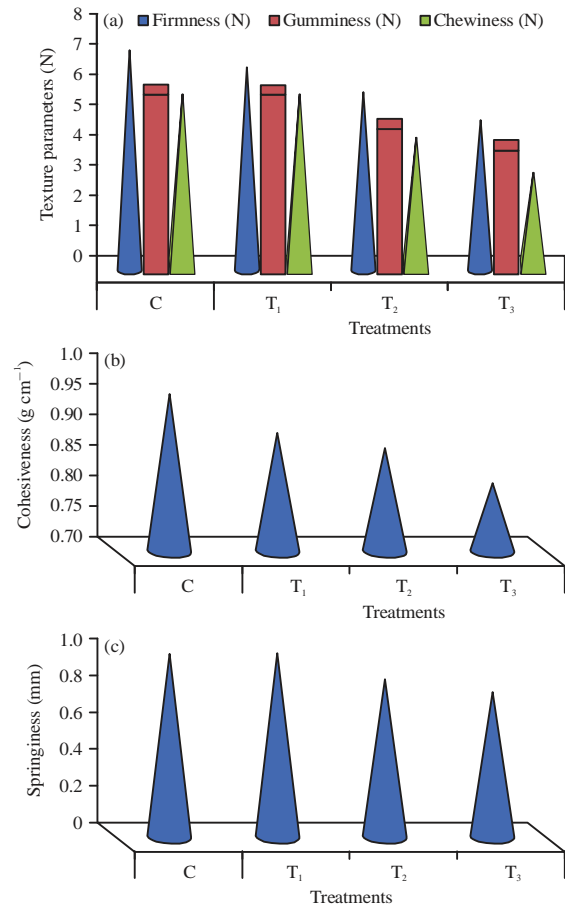 (a) Firmness (N) Gumminess (N) Chewiness (N)
Texture parameters (N)
8
7
6
5
4
3
2
1
0
C T₁ T₂ T₃
Treatments
(b)
Cohesiveness (g cm⁻¹)
1.0
0.95
0.90
0.85
0.80
0.75
0.70
C T₁ T₂ T₃
Treatments
(c)
Springiness (mm)
1.0
0.8
0.6
0.4
0.2
0
C T₁ T₂ T₃
Treatments